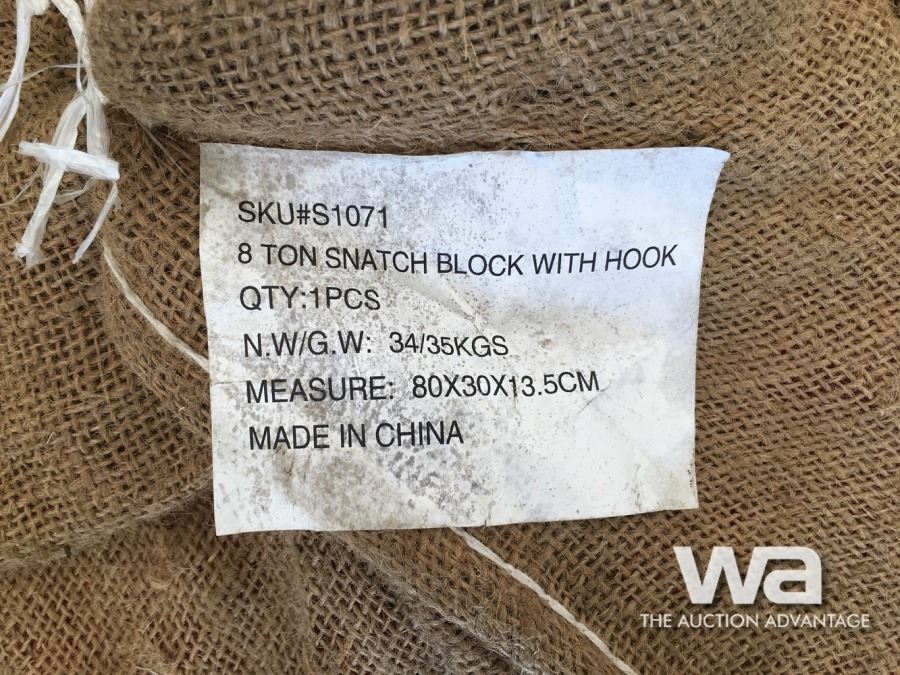 SKU#S1071
8 TON SNATCH BLOCK WITH HOOK
QTY:1PCS
N.W/G.W: 34/35KGS
MEASURE: 80X30X13.5CM
MADE IN CHINA
wa
THE AUCTION ADVANTAGE